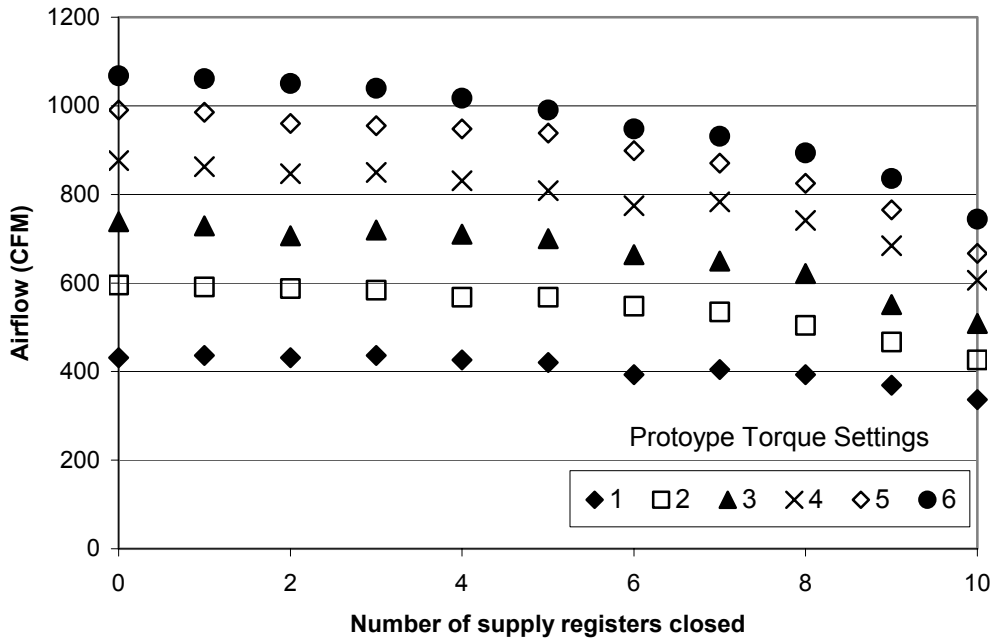 1200
1000
800
600
400
200
0
Airflow (CFM)
Protoype Torque Settings
1 2 3 4 5 6
0 2 4 6 8 10
Number of supply registers closed